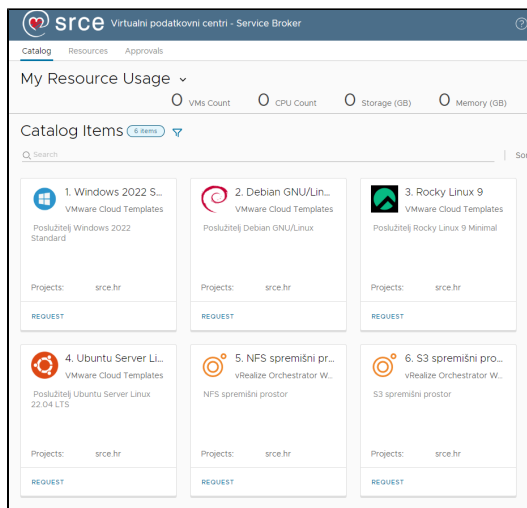 srce Virtualni podatkovni centri - Service Broker
Catalog Resources Approvals
My Resource Usage
0 VMs Count 0 CPU Count 0 Storage (GB) 0 Memory (GB)
Catalog Items 6 items
Search
Sor
1. Windows 2022 S...
VMware Cloud Templates
Poslužitelj Windows 2022
Standard
Projects: srce.hr
REQUEST
2. Debian GNU/Lin...
VMware Cloud Templates
Poslužitelj Debian GNU/Linux
Projects: srce.hr
REQUEST
3. Rocky Linux 9
VMware Cloud Templates
Poslužitelj Rocky Linux 9 Minimal
Projects: srce.hr
REQUEST
4. Ubuntu Server Li...
VMware Cloud Templates
Poslužitelj Ubuntu Server Linux
22.04 LTS
Projects: srce.hr
REQUEST
5. NFS spremišni pr...
vRealize Orchestrator W...
NFS spremišni prostor
Projects: srce.hr
REQUEST
6. S3 spremišni pro...
vRealize Orchestrator W...
S3 spremišni prostor
Projects: srce.hr
REQUEST